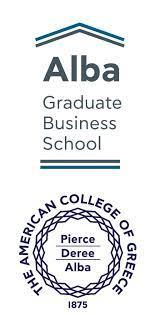 Alba
Graduate
Business
School
THE AMERICAN COLLEGE OF GREECE
Pierce
Deree
Alba
1875